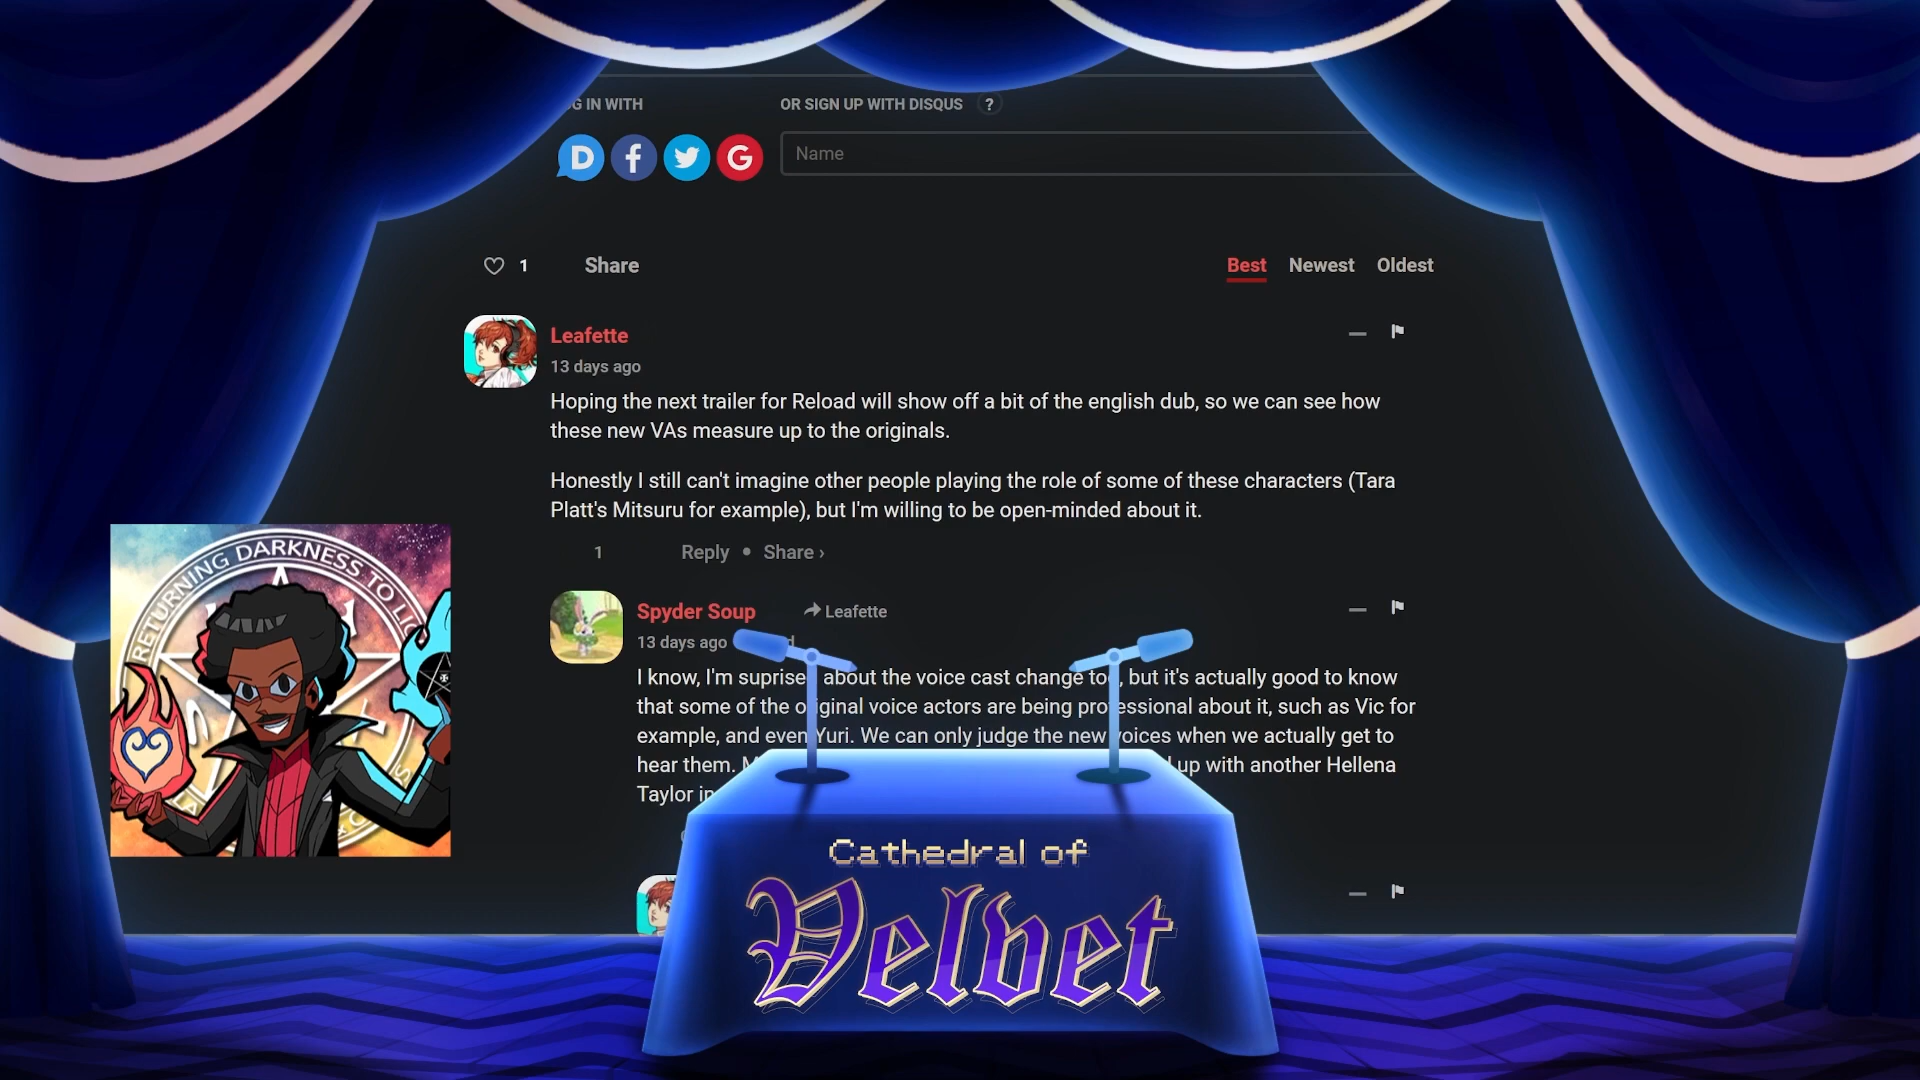 G IN WITH
OR SIGN UP WITH DISQUS ?
D f G
Name
1 Share
Best Newest Oldest
Leafette
13 days ago
Hoping the next trailer for Reload will show off a bit of the english dub, so we can see how
these new VAs measure up to the originals.
Honestly I still can't imagine other people playing the role of some of these characters (Tara
Platt's Mitsuru for example), but I'm willing to be open-minded about it.
1 Reply • Share ›
RETURNING DARKNESS TO
Spyder Soup Leafette
13 days ago
I know, I'm suprise about the voice cast change too, but it's actually good to know
that some of the original voice actors are being professional about it, such as Vic for
example, and even Yuri. We can only judge the new voices when we actually get to
hear them. up with another Hellena
Taylor in
Cathedral of
Velvet